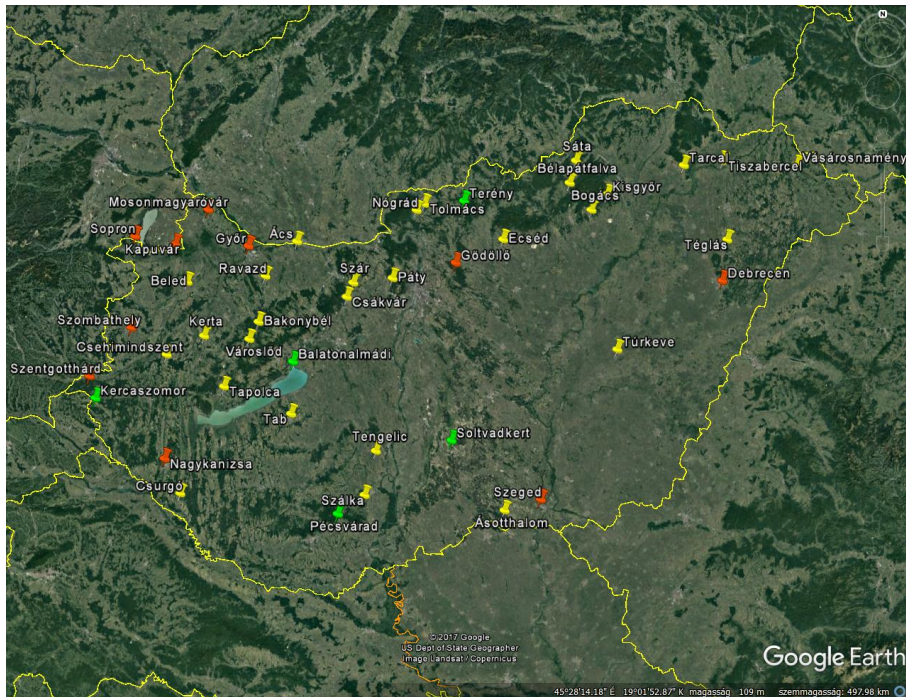 N
Sáta
Bélapátfalva
Tarcal
Tiszabercel
Vásárosnamény
Kisgyőr
Bogács
Terény
Nógrád
Tolmács
Mosonmagyaróvár
Sopron
Kapuvár
Győr
Ács
Ecséd
Téglás
Gödöllő
Debrecen
Beled
Ravazd
Szár
Páty
Csákvár
Szombathely
Kerta
Bakonybél
Csehimindszent
Városlőd
Balatonalmádi
Túrkeve
Szentgotthárd
Kercaszomor
Tapolca
Tab
Tengelic
Soltvadkert
Nagykanizsa
Csurgó
Szálka
Szeged
Pécsvárad
Ásotthalom
© 2017 Google
US Dept of State Geographer
Image Landsat / Copernicus
Google Earth
45°28'14.18" É 19°01'52.87" K magasság 109 m szemmagasság: 497.98 km